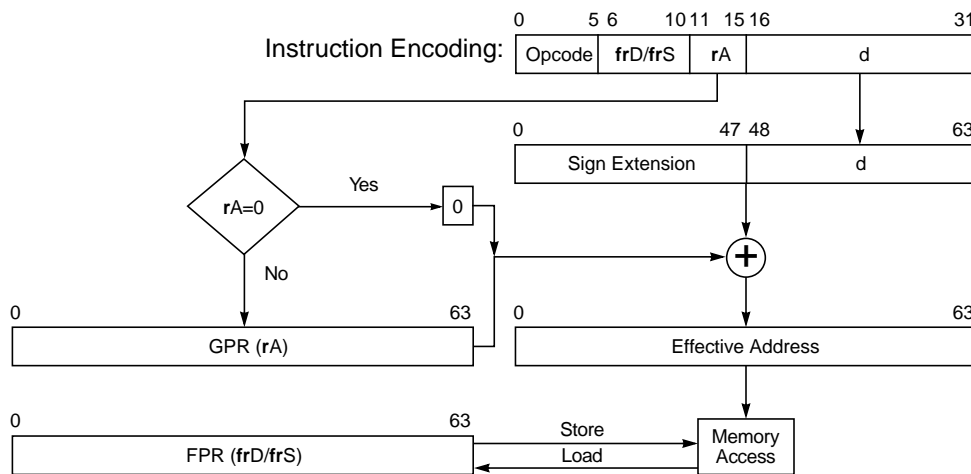 0 5 6 10 11 15 16 31
Instruction Encoding: Opcode frD/frS rA d
0 47 48 63
Sign Extension d
Yes
rA=0 0
+
No
0 63 0 63
GPR (rA) Effective Address
0 63
Store
FPR (frD/frS) Memory
Load Access